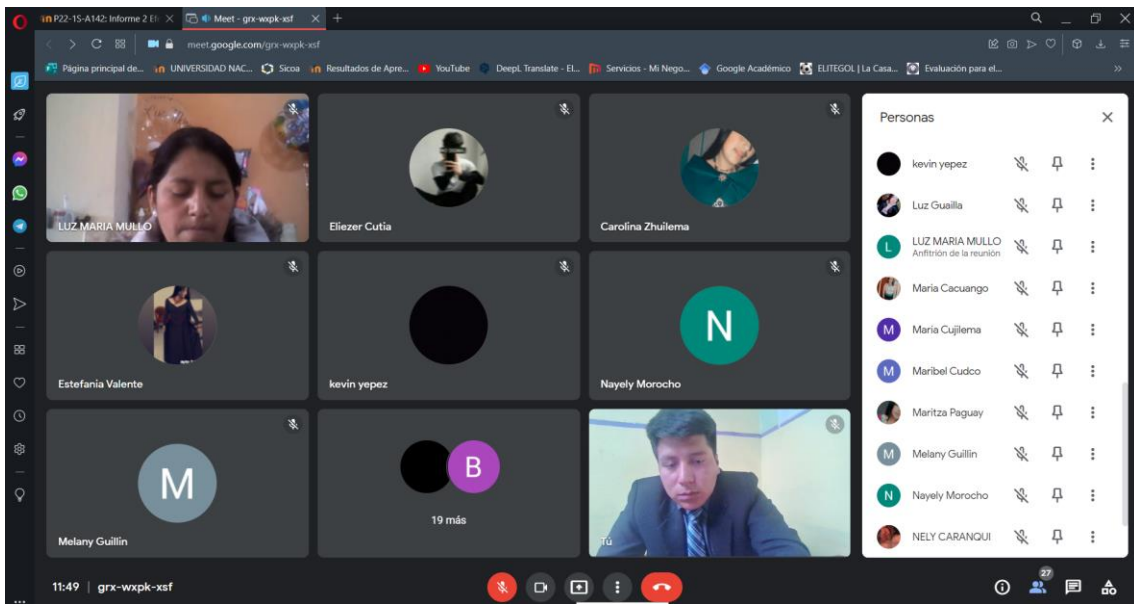 P22-1S-A142: Informe 2 Ef
Meet - grx-wxpk-xsf
meet.google.com/grx-wxpk-xsf
Página principal de...
UNIVERSIDAD NAC...
Sicoa
Resultados de Apre...
YouTube
DeepL Translate - El...
Servicios - Mi Nego...
Google Académico
ELITEGOL | La Casa...
Evaluación para el...
LUZ MARIA MULLO
Eliezer Cutia
Carolina Zhuilema
Estefania Valente
kevin yepez
N
Nayely Morocho
M
Melany Guillin
B
19 más
Tú
Personas
kevin yepez
Luz Guailla
L
LUZ MARIA MULLO
Anfitrión de la reunión
Maria Cacuango
M
Maria Cujilema
M
Maribel Cudco
Maritza Paguay
M
Melany Guillin
N
Nayely Morocho
NELY CARANQUI
11:49 | grx-wxpk-xsf
27